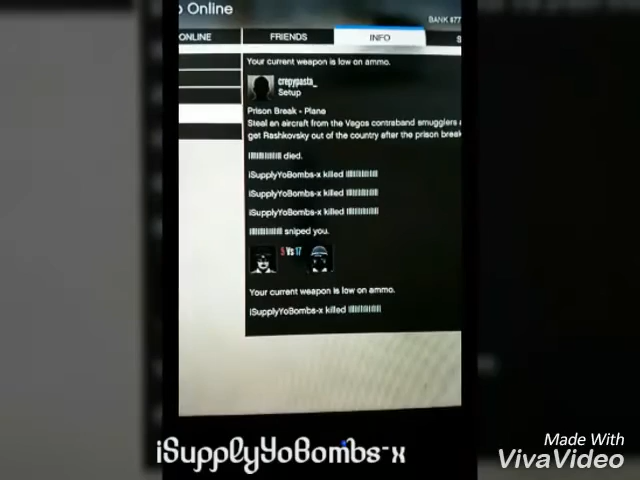 Online
BANK $77
ONLINE
FRIENDS
INFO
S
Your current weapon is low on ammo.
crepypasta_
Setup
Prison Break - Plane
Steal an aircraft from the Vagos contraband smugglers a
get Rashkovsky out of the country after the prison break
died.
iSupplyYoBombs-x killed
iSupplyYoBombs-x killed
iSupplyYoBombs-x killed
sniped you.
5 Vs 17
Your current weapon is low on ammo.
iSupplyYoBombs-x killed
iSupplyYoBombs-x
Made With
VivaVideo